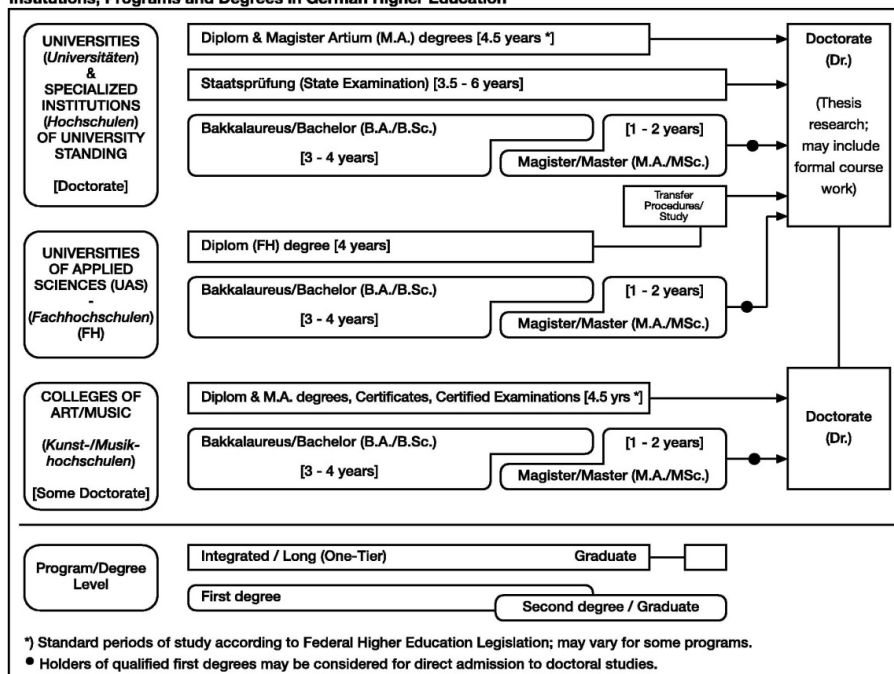 Institutions, Programs and Degrees in German Higher Education
UNIVERSITIES
(Universitäten)
&
SPECIALIZED
INSTITUTIONS
(Hochschulen)
OF UNIVERSITY
STANDING
[Doctorate]
Diplom & Magister Artium (M.A.) degrees [4.5 years *]
Staatsprüfung (State Examination) [3.5 - 6 years]
Bakkalaureus/Bachelor (B.A./B.Sc.)
[3 - 4 years]
[1 - 2 years]
Magister/Master (M.A./MSc.)
Doctorate
(Dr.)
(Thesis
research;
may include
formal course
work)
Transfer
Procedures/
Study
UNIVERSITIES
OF APPLIED
SCIENCES (UAS)
-
(Fachhochschulen)
(FH)
Diplom (FH) degree [4 years]
Bakkalaureus/Bachelor (B.A./B.Sc.)
[3 - 4 years]
[1 - 2 years]
Magister/Master (M.A./MSc.)
COLLEGES OF
ART/MUSIC
(Kunst-/Musik-
hochschulen)
[Some Doctorate]
Diplom & M.A. degrees, Certificates, Certified Examinations [4.5 yrs *]
Bakkalaureus/Bachelor (B.A./B.Sc.)
[3 - 4 years]
[1 - 2 years]
Magister/Master (M.A./MSc.)
Doctorate
(Dr.)
Program/Degree
Level
Integrated / Long (One-Tier) Graduate
First degree
Second degree / Graduate
*) Standard periods of study according to Federal Higher Education Legislation; may vary for some programs.
● Holders of qualified first degrees may be considered for direct admission to doctoral studies.